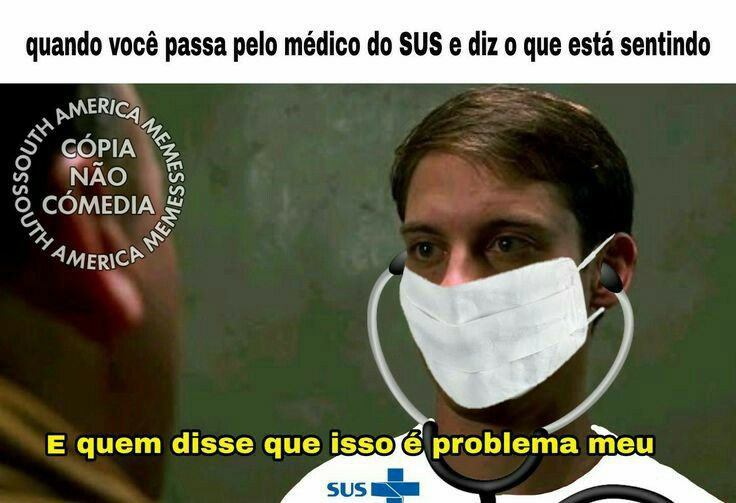 quando você passa pelo médico do SUS e diz o que está sentindo
SOUTH AMERICA MEMES
CÓPIA
NÃO
CÓMEDIA
SOUTH AMERICA MEMES
E quem disse que isso é problema meu
SUS